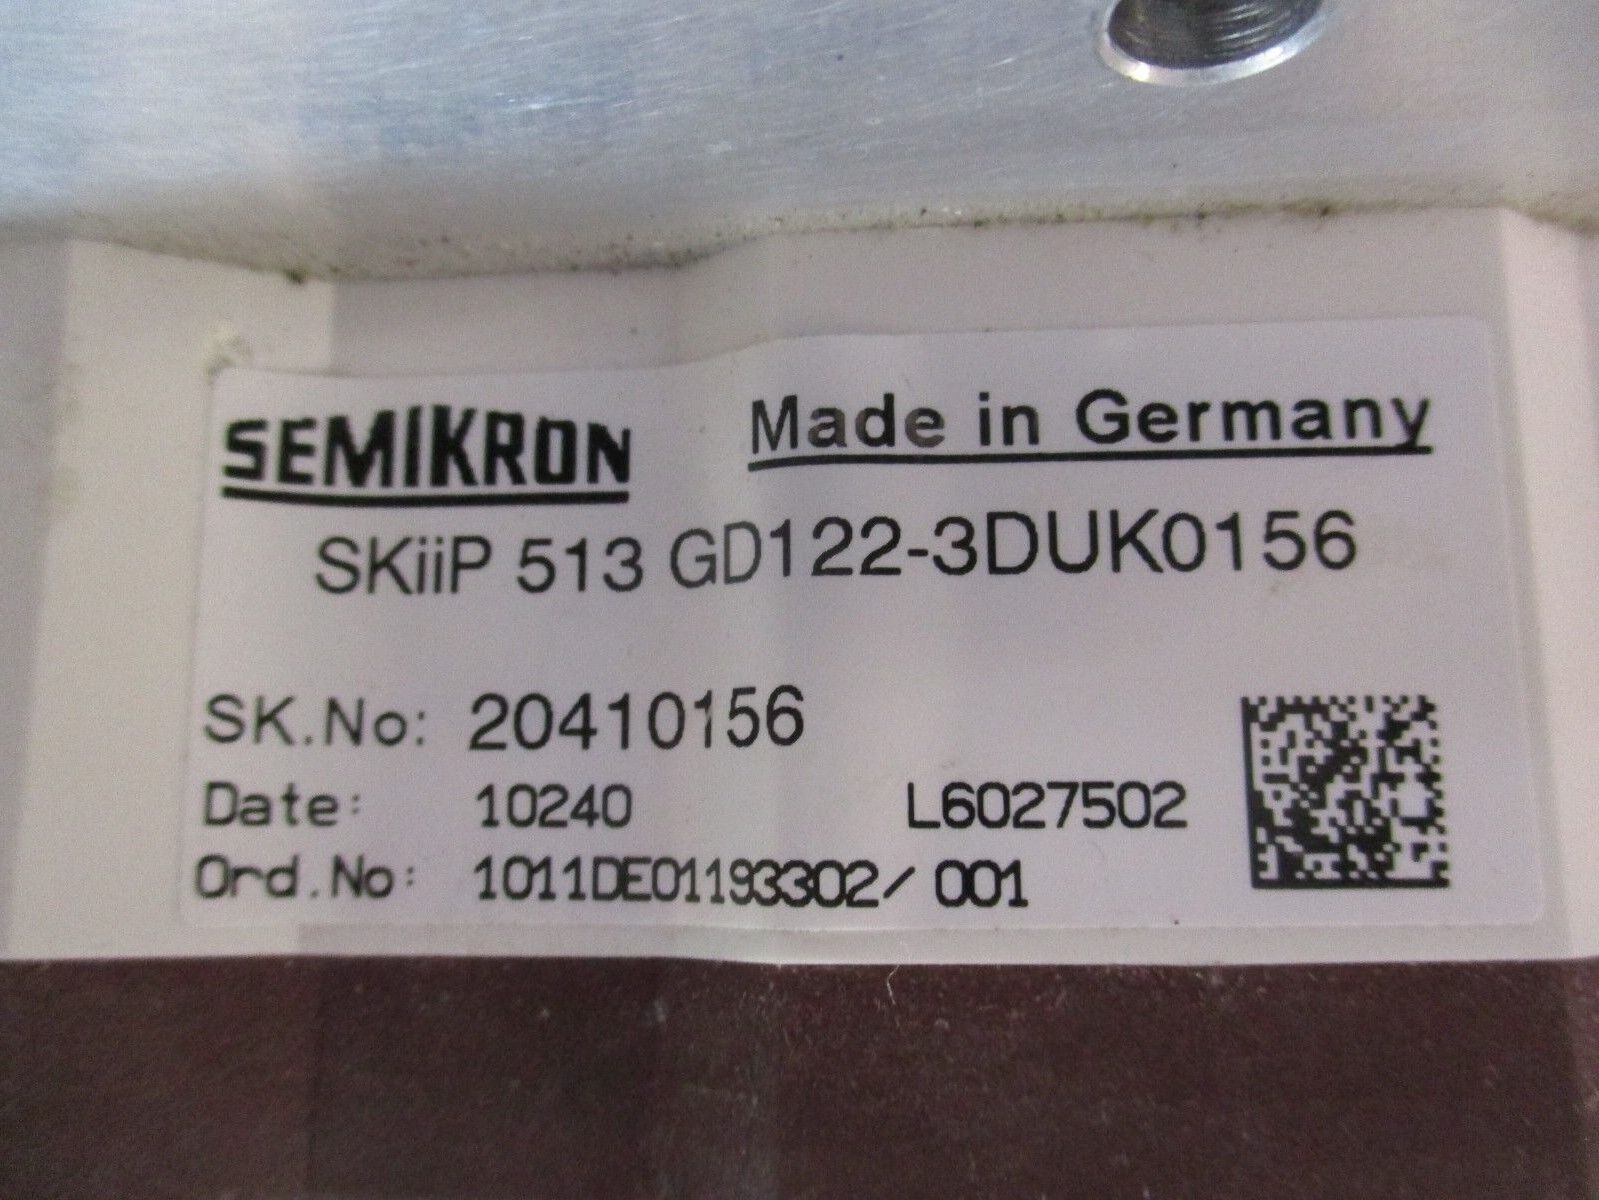 SEMIKRON Made in Germany
SKiiP 513 GD122-3DUK0156
SK.No: 20410156
Date: 10240 L6027502
Ord.No: 1011DE01193302/ 001